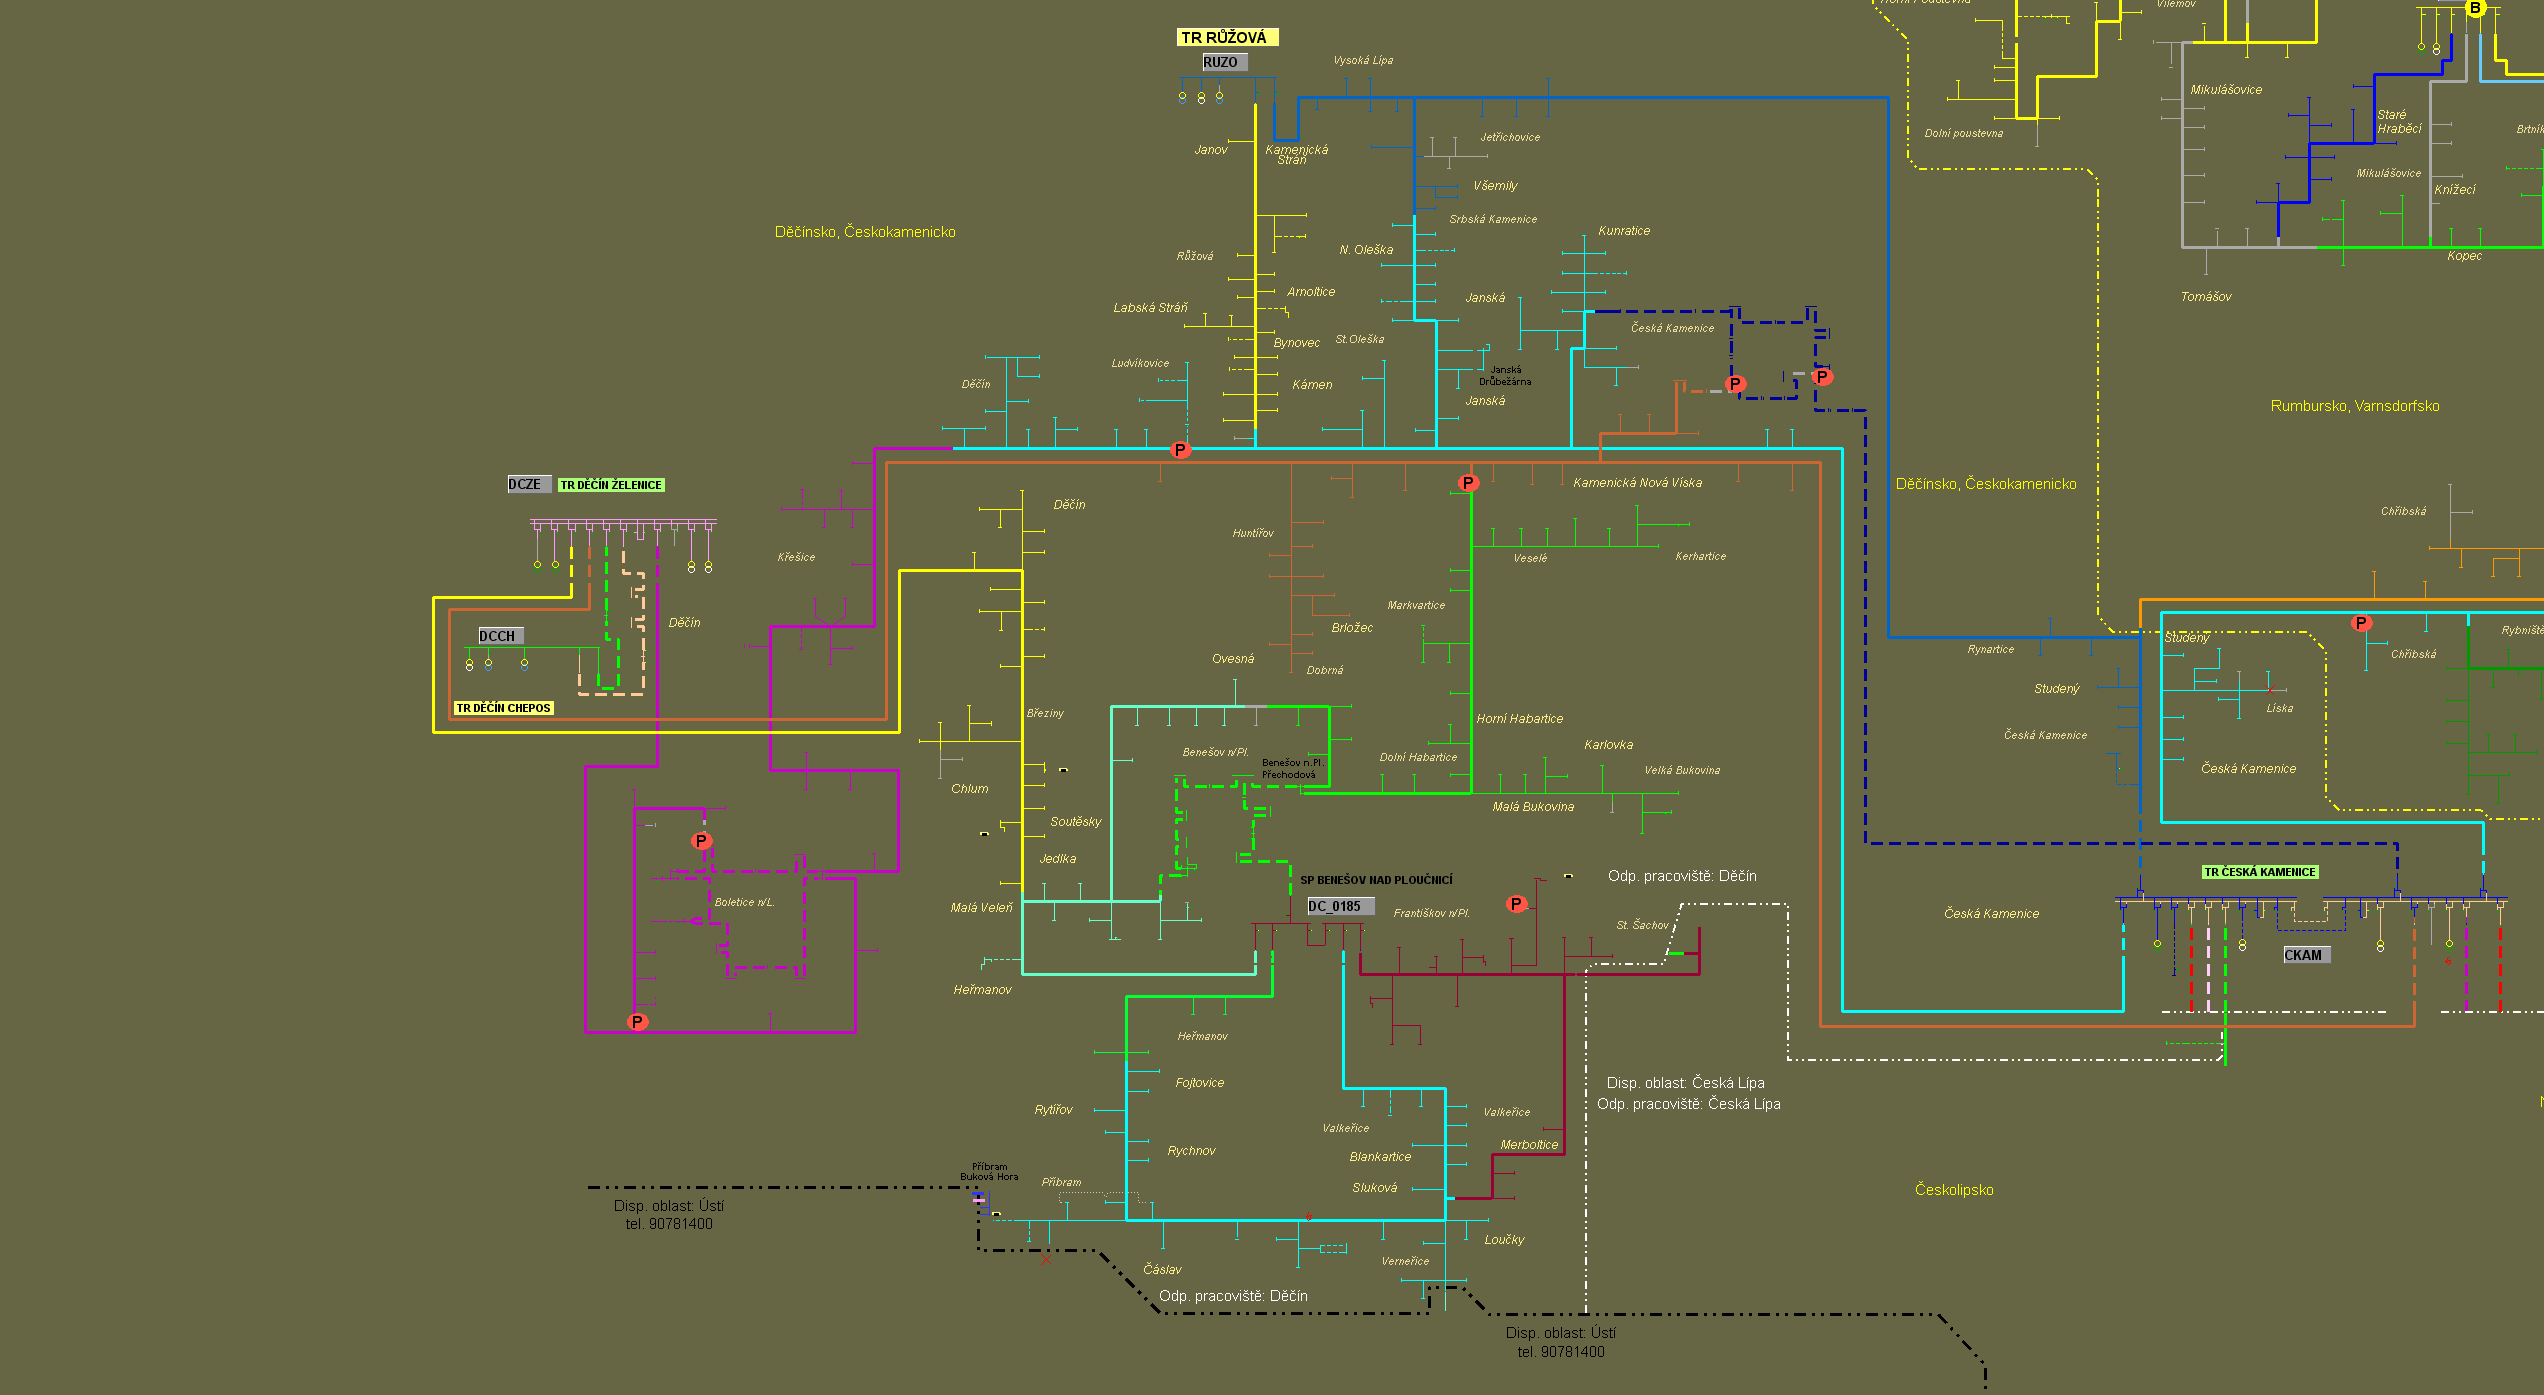 Horní Poustevna
Vilémov
B
TR RŮŽOVÁ
RUZO
Vysoká Lípa
Mikulášovice
Staré
Hraběcí
Dolní poustevna
Janov
Kamenická
Stráň
Jetřichovice
Mikulášovice
Knížecí
Všemily
Srbská Kamenice
Děčínsko, Českokamenicko
Kunratice
N. Oleška
Růžová
Kopec
Arnoltice
Janská
Tomášov
Labská Stráň
Česká Kamenice
Bynovec
St.Oleška
Ludvíkovice
Děčín
Kámen
Janská
Drůbežárna
P
P
Janská
Rumbursko, Varnsdorfsko
P
DCZE
TR DĚČÍN ŽELENICE
P
Kamenická Nová Víska
Děčínsko, Českokamenicko
Děčín
Chřibská
Huntířov
Křešice
Veselé
Kerhartice
Markvartice
Děčín
Brložec
P
DCCH
Studený
Rybniště
Rynartice
Chřibská
Ovesná
Dobrná
Studený
Líska
TR DĚČÍN CHEPOS
Březiny
Horní Habartice
Česká Kamenice
Benešov n/Pl.
Karlovka
Dolní Habartice
Benešov n.Pl.
Přechodová
Velká Bukovina
Česká Kamenice
Chlum
Malá Bukovina
Soutěsky
P
Jedlka
TR ČESKÁ KAMENICE
SP BENEŠOV NAD PLOUČNICÍ
Odp. pracoviště: Děčín
Boletice n/L.
Malá Veleň
DC_0185
Františkov n/Pl.
P
Česká Kamenice
St. Šachov
CKAM
Heřmanov
P
Heřmanov
Fojtovice
Disp. oblast: Česká Lípa
Odp. pracoviště: Česká Lípa
Rytířov
Valkeřice
Valkeřice
Rychnov
Merboltice
Blankartice
Příbram
Buková Hora
Příbram
Sluková
Českolipsko
Disp. oblast: Ústí
tel. 90781400
Loučky
Čáslav
Verneřice
Odp. pracoviště: Děčín
Disp. oblast: Ústí
tel. 90781400